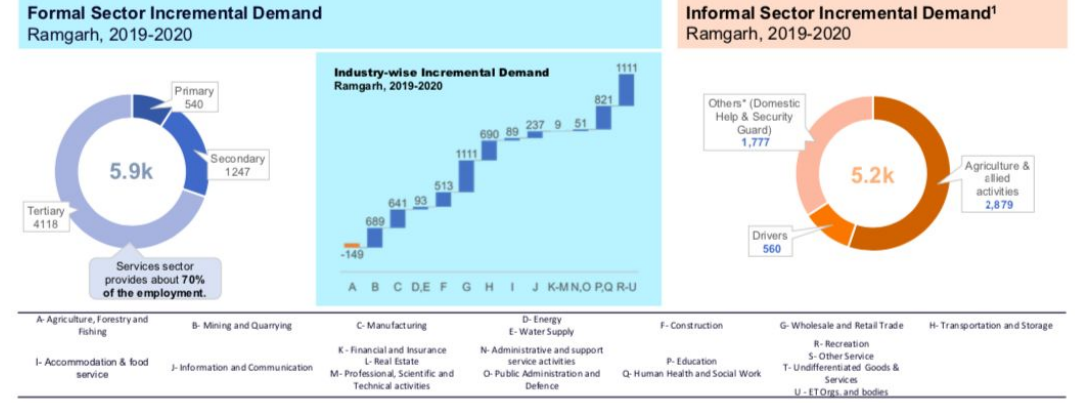 Formal Sector Incremental Demand
Ramgarh, 2019-2020
Primary
540
Secondary
1247
5.9k
Tertiary
4118
Services sector
provides about 70%
of the employment.
Industry-wise Incremental Demand
Ramgarh, 2019-2020
-149
689
641
93
513
1111
690
89
237
9
51
821
1111
A B C D,E F G H I J K-M N,O P,Q R-U
Informal Sector Incremental Demand¹
Ramgarh, 2019-2020
Others* (Domestic
Help & Security
Guard)
1,777
5.2k
Agriculture &
allied
activities
2,879
Drivers
560
A- Agriculture, Forestry and
Fishing
B- Mining and Quarrying
C- Manufacturing
D- Energy
E- Water Supply
F- Construction
G- Wholesale and Retail Trade
H- Transportation and Storage
I- Accommodation & food
service
J- Information and Communication
K - Financial and Insurance
L- Real Estate
M- Professional, Scientific and
Technical activities
N- Administrative and support
service activities
O- Public Administration and
Defence
P- Education
Q- Human Health and Social Work
R- Recreation
S- Other Service
T- Undifferentiated Goods &
Services
U - ET Orgs. and bodies